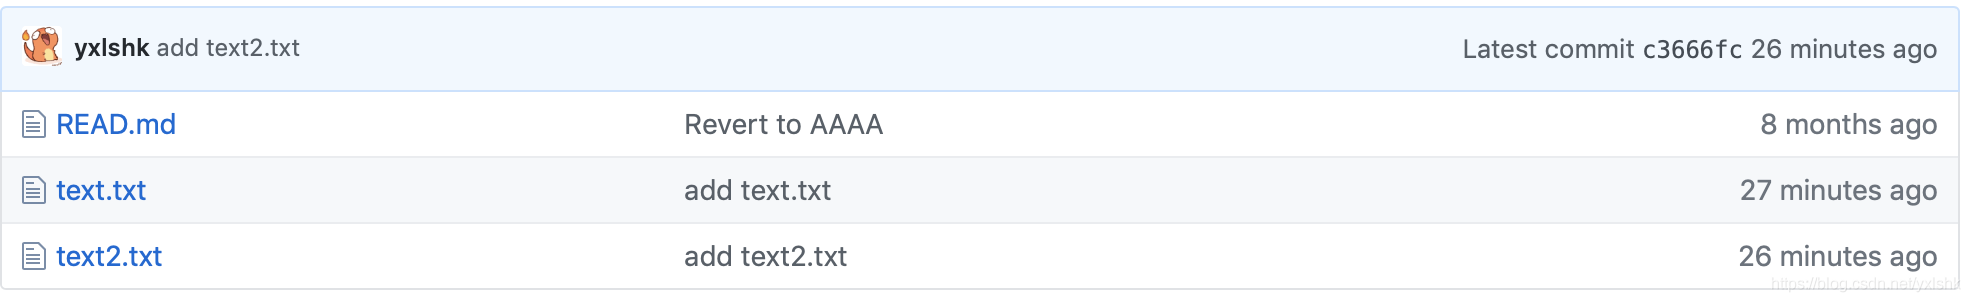 yxlshk add text2.txt Latest commit c3666fc 26 minutes ago
READ.md Revert to AAAA 8 months ago
text.txt add text.txt 27 minutes ago
text2.txt add text2.txt 26 minutes ago
https://blog.csdn.net/yxlshk